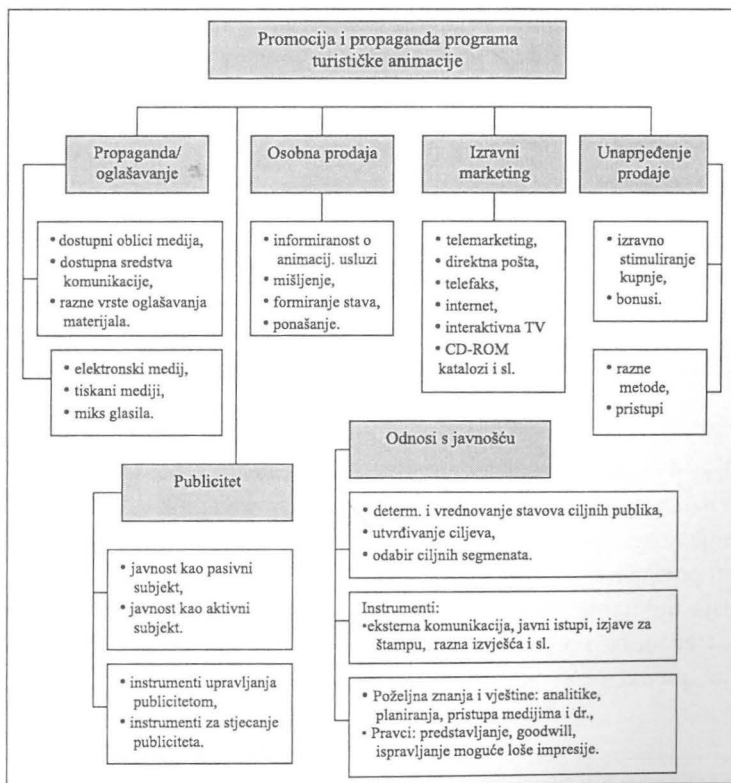 Promocija i propaganda programa
turističke animacije
Propaganda/
oglašavanje
• dostupni oblici medija,
• dostupna sredstva
komunikacije,
• razne vrste oglašavanja
materijala.
• elektronski medij,
• tiskani mediji,
• miks glasila.
Osobna prodaja
• informiranost o
animacij. usluzi
• mišljenje,
• formiranje stava,
• ponašanje.
Izravni
marketing
• telemarketing,
• direktna pošta,
• telefaks,
• internet,
• interaktivna TV
• CD-ROM
katalozi i sl.
Unaprjeđenje
prodaje
• izravno
stimuliranje
kupnje,
• bonusi.
• razne
metode,
• pristupi
Publicitet
• javnost kao pasivni
subjekt,
• javnost kao aktivni
subjekt.
• instrumenti upravljanja
publicitetom,
• instrumenti za stjecanje
publiciteta.
Odnosi s javnošću
• determ. i vrednovanje stavova ciljnih publika,
• utvrđivanje ciljeva,
• odabir ciljnih segmenata.
Instrumenti:
•eksterna komunikacija, javni istupi, izjave za
štampu, razna izvješća i sl.
• Poželjna znanja i vještine: analitike,
planiranja, pristupa medijima i dr.,
• Pravci: predstavljanje, goodwill,
ispravljanje moguće loše impresije.